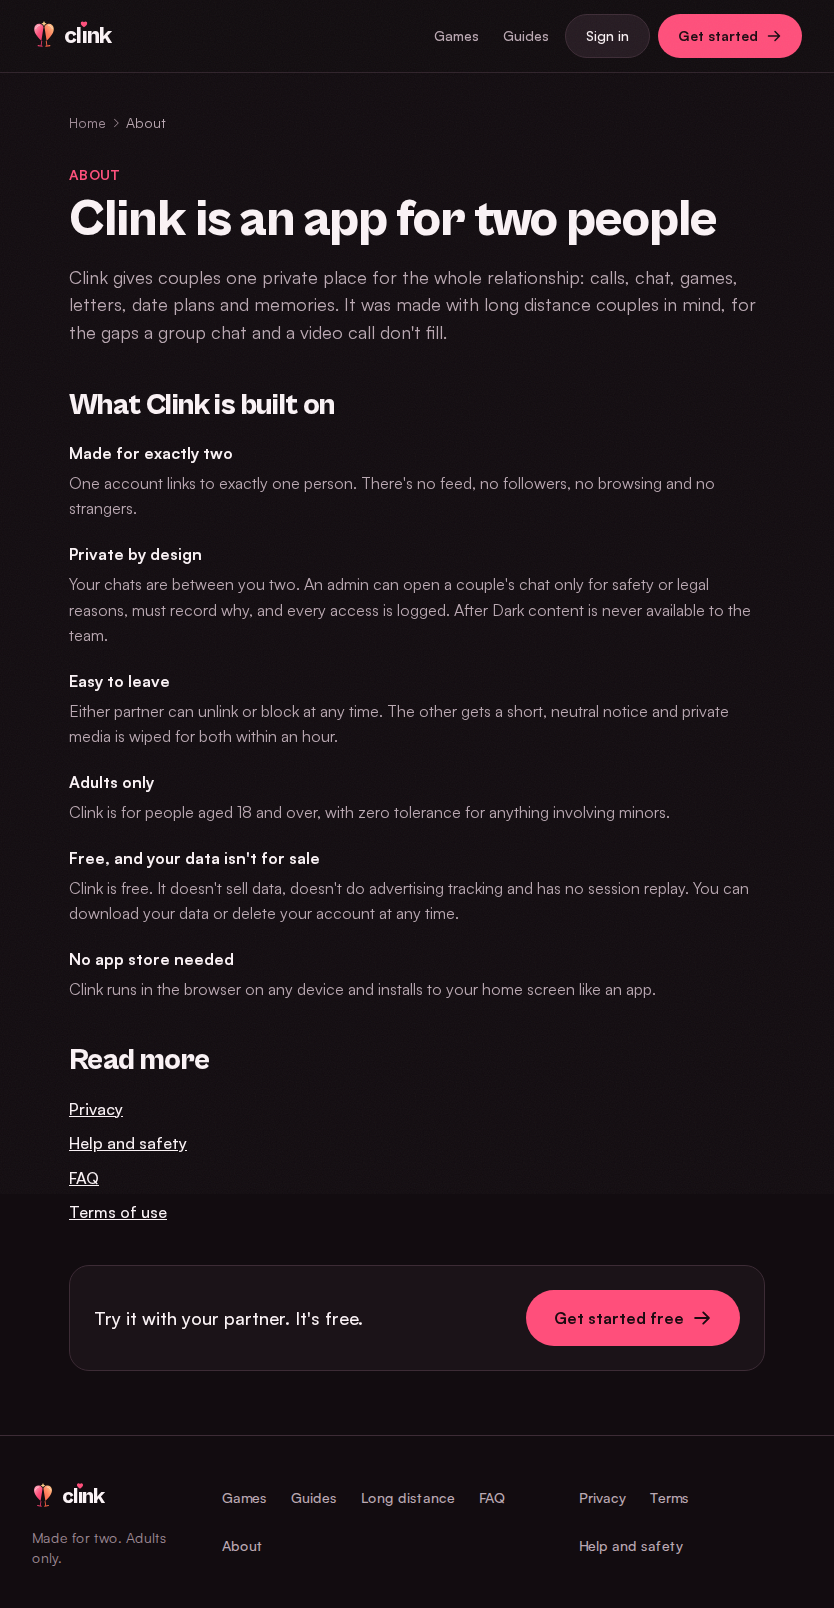 clink
Games
Guides
Sign in
Get started
Home
About
ABOUT
Clink is an app for two people
Clink gives couples one private place for the whole relationship: calls, chat, games,
letters, date plans and memories. It was made with long distance couples in mind, for
the gaps a group chat and a video call don't fill.
What Clink is built on
Made for exactly two
One account links to exactly one person. There's no feed, no followers, no browsing and no
strangers.
Private by design
Your chats are between you two. An admin can open a couple's chat only for safety or legal
reasons, must record why, and every access is logged. After Dark content is never available to the
team.
Easy to leave
Either partner can unlink or block at any time. The other gets a short, neutral notice and private
media is wiped for both within an hour.
Adults only
Clink is for people aged 18 and over, with zero tolerance for anything involving minors.
Free, and your data isn't for sale
Clink is free. It doesn't sell data, doesn't do advertising tracking and has no session replay. You can
download your data or delete your account at any time.
No app store needed
Clink runs in the browser on any device and installs to your home screen like an app.
Read more
Privacy
Help and safety
FAQ
Terms of use
Try it with your partner. It's free.
Get started free
clink
Made for two. Adults
only.
Games
Guides
Long distance
FAQ
About
Privacy
Terms
Help and safety